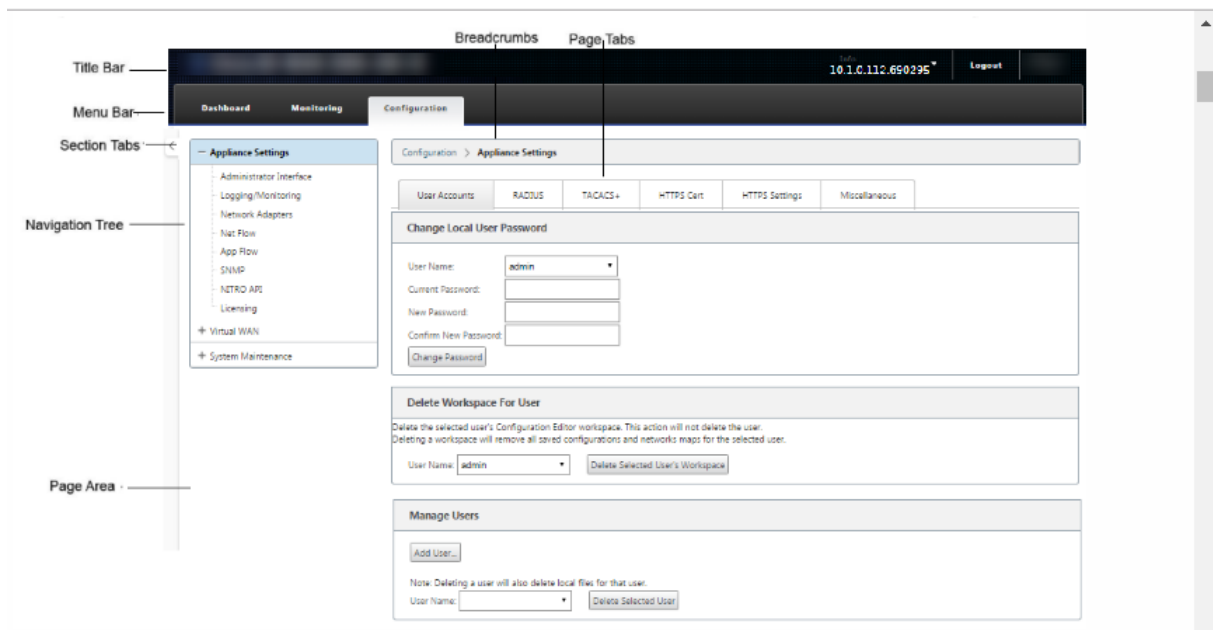 Breadcrumbs Page Tabs
Title Bar
10.1.0.112.690295 Logout
Menu Bar
Dashboard Monitoring Configuration
Section Tabs
Appliance Settings
Configuration > Appliance Settings
Administrator Interface
Logging/Monitoring
Network Adapters
Navigation Tree
Net Flow
App Flow
SNMP
NITRO API
Licensing
+ Virtual WAN
+ System Maintenance
User Accounts RADIUS TACACS+ HTTPS Cert HTTPS Settings Miscellaneous
Change Local User Password
User Name: admin
Current Password:
New Password:
Confirm New Password:
Change Password
Delete Workspace For User
Delete the selected user's Configuration Editor workspace. This action will not delete the user.
Deleting a workspace will remove all saved configurations and networks maps for the selected user.
User Name: admin Delete Selected User's Workspace
Page Area
Manage Users
Add User...
Note: Deleting a user will also delete local files for that user.
User Name: Delete Selected User